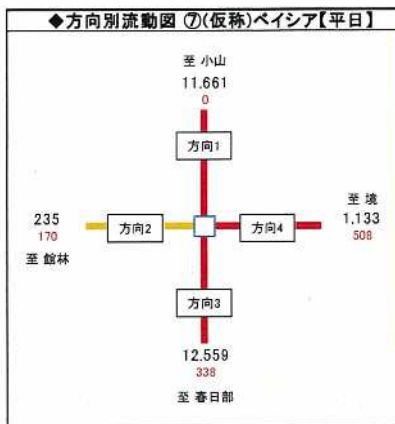 ◆方向別流動図 ⑦(仮称)ベイシア【平日】
至 小山
11.661
0
方向1
235
170
至 館林
方向2
方向4
至 境
1.133
508
方向3
12.559
338
至 春日部